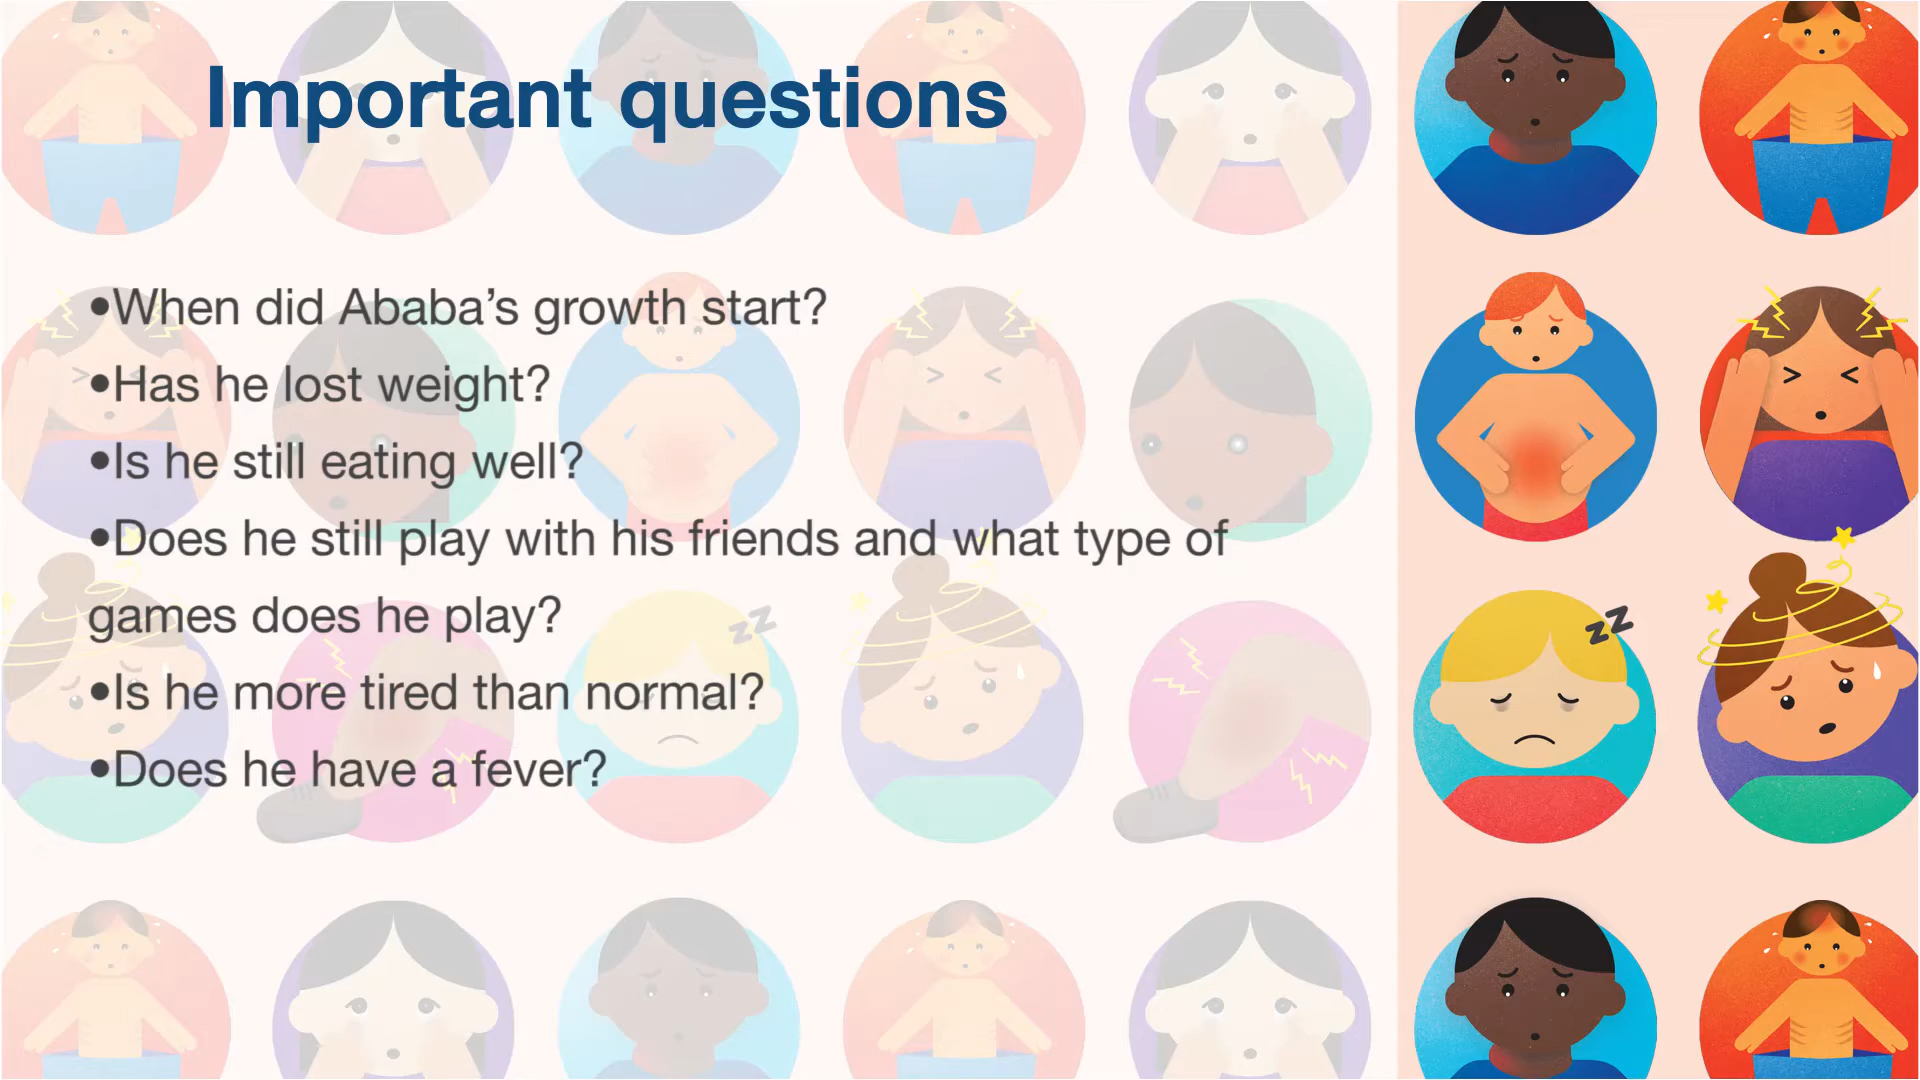 Important questions
•When did Ababa’s growth start?
•Has he lost weight?
•Is he still eating well?
•Does he still play with his friends and what type of
games does he play?
•Is he more tired than normal?
•Does he have a fever?
zZ
zZ